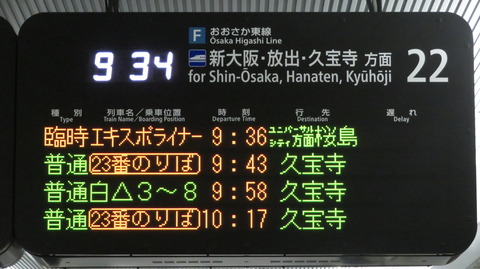 F おおさか東線
Ōsaka Higashi Line
9 34
新大阪・放出・久宝寺 方面
for Shin-Ōsaka, Hanaten, Kyūhōji
22
種別 列車名/乗車位置 時刻 行先 遅れ
Type Train Name/Boarding Position Time Destination Delay
臨時 エキスポライナー 9:36 ユニバーサルシティ方面桜島
普通 23番のりば 9:43 久宝寺
普通 白△3~8 9:58 久宝寺
普通 23番のりば 10:17 久宝寺